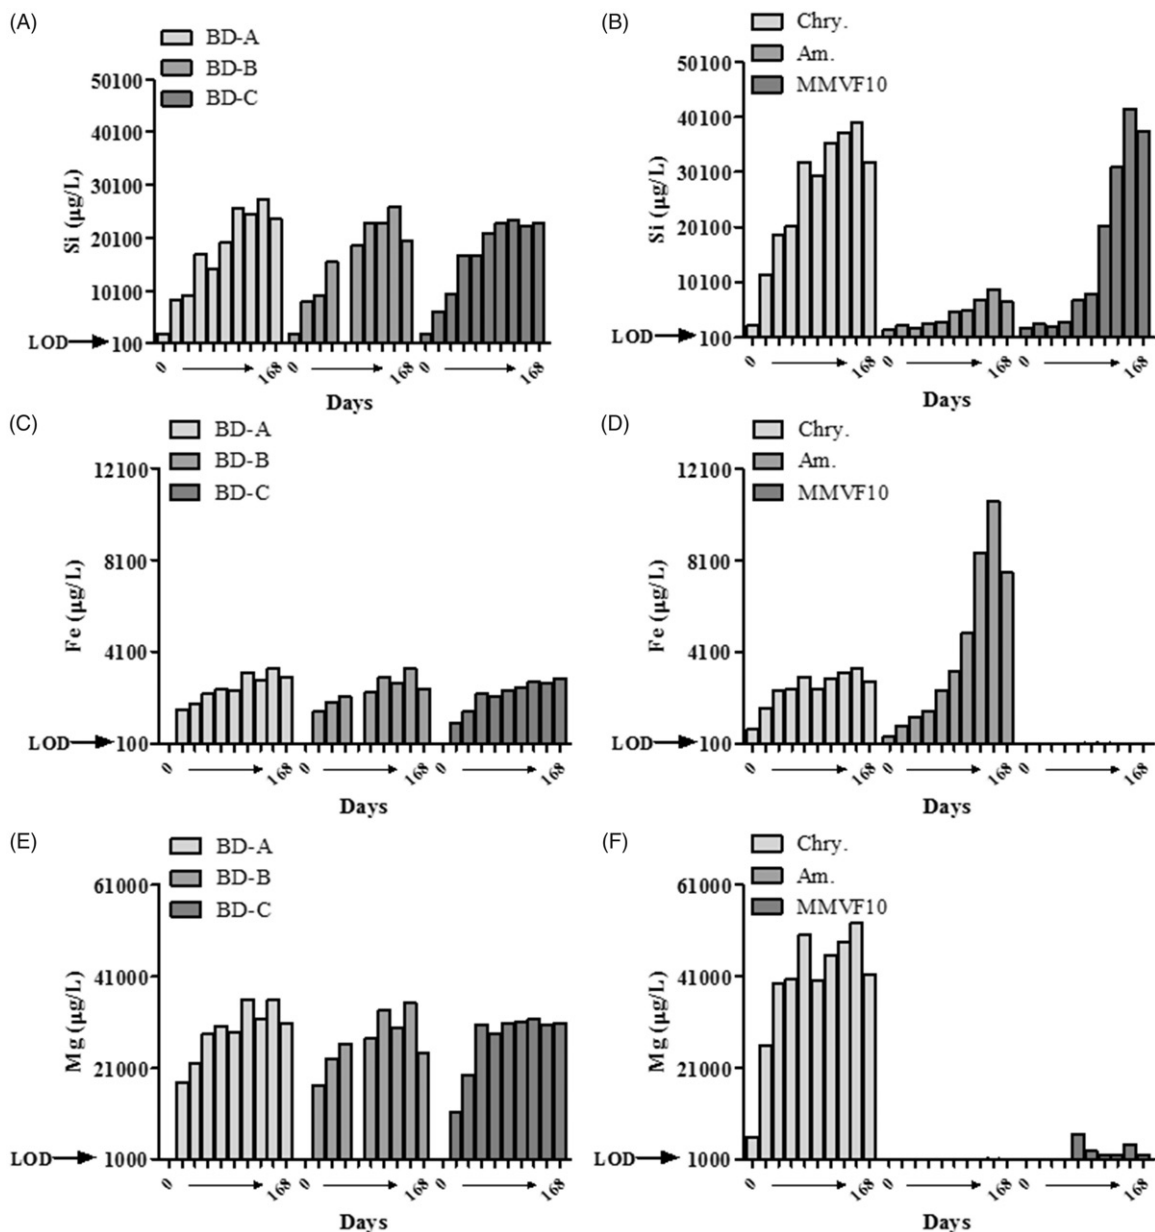 (A)
BD-A
BD-B
BD-C
50100
40100
30100
20100
10100
100
Si (µg/L)
LOD
0 168 0 168 0 168
Days
(B)
Chry.
Am.
MMVF10
50100
40100
30100
20100
10100
100
Si (µg/L)
LOD
0 168 0 168 0 168
Days
(C)
BD-A
BD-B
BD-C
12100
8100
4100
100
Fe (µg/L)
LOD
0 168 0 168 0 168
Days
(D)
Chry.
Am.
MMVF10
12100
8100
4100
100
Fe (µg/L)
LOD
0 168 0 168 0 168
Days
(E)
BD-A
BD-B
BD-C
61000
41000
21000
1000
Mg (µg/L)
LOD
0 168 0 168 0 168
Days
(F)
Chry.
Am.
MMVF10
61000
41000
21000
1000
Mg (µg/L)
LOD
0 168 0 168 0 168
Days